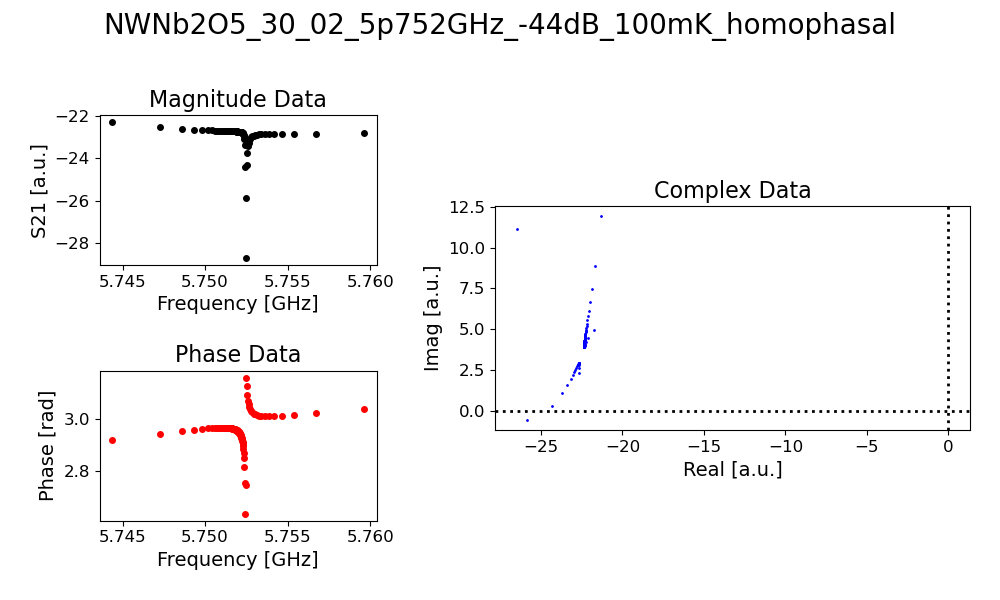 NWNb2O5_30_02_5p752GHz_-44dB_100mK_homophasal
Magnitude Data
−22
−24
−26
−28
S21 [a.u.]
5.745 5.750 5.755 5.760
Frequency [GHz]
Phase Data
3.0
2.8
Phase [rad]
5.745 5.750 5.755 5.760
Frequency [GHz]
Complex Data
12.5
10.0
7.5
5.0
2.5
0.0
Imag [a.u.]
−25 −20 −15 −10 −5 0
Real [a.u.]